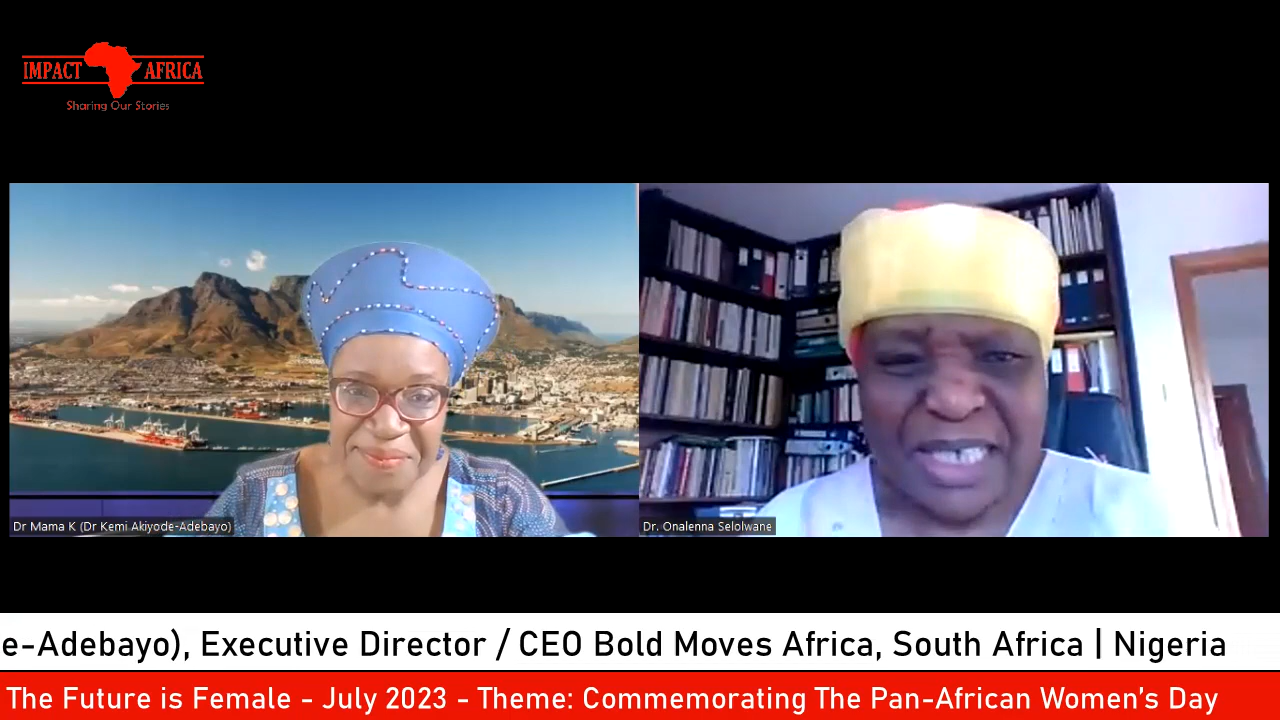 IMPACT AFRICA
Sharing Our Stories
Dr Mama K (Dr Kemi Akiyode-Adebayo)
Dr. Onalenna Selolwane
e-Adebayo), Executive Director / CEO Bold Moves Africa, South Africa | Nigeria
The Future is Female - July 2023 - Theme: Commemorating The Pan-African Women's Day